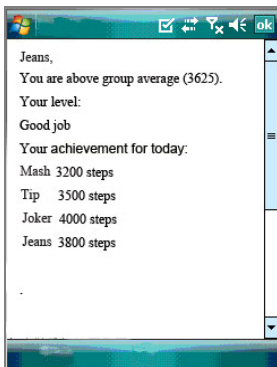 ok
Jeans,
You are above group average (3625).
Your level:
Good job
Your achievement for today:
Mash 3200 steps
Tip 3500 steps
Joker 4000 steps
Jeans 3800 steps
.